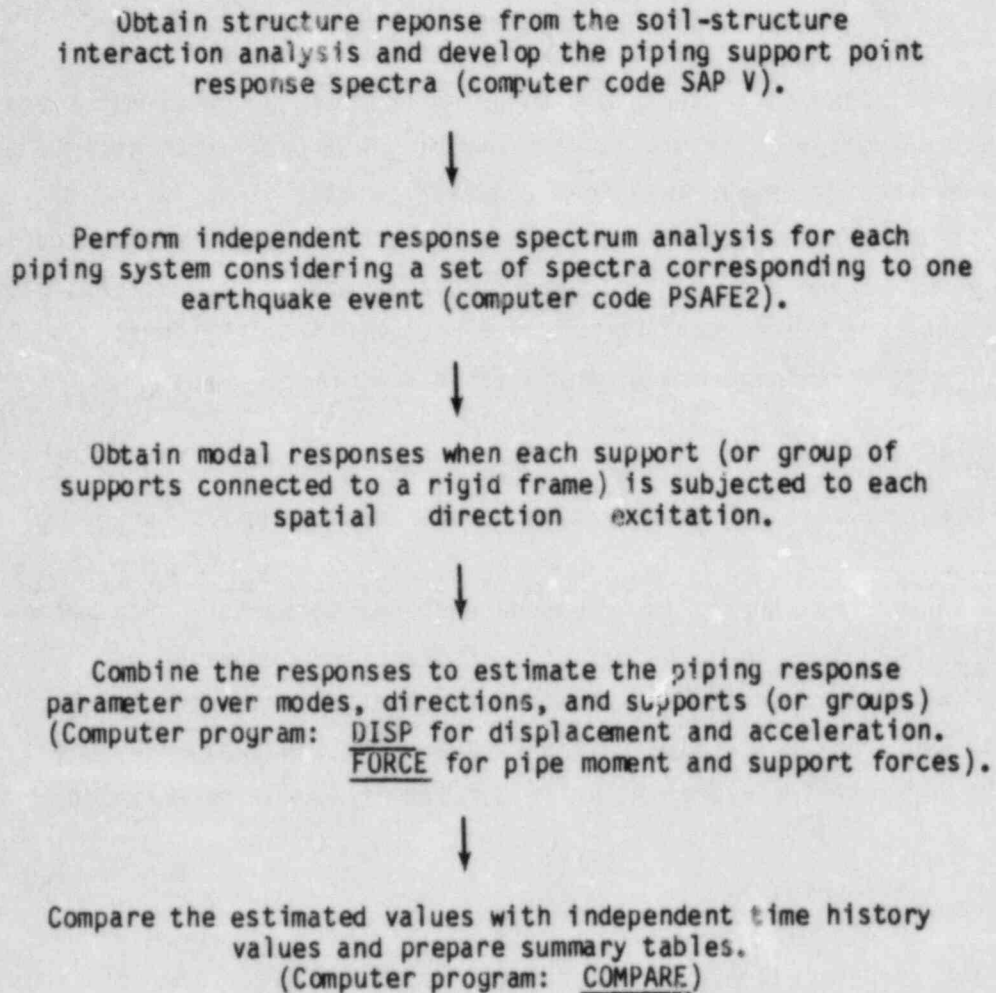 Obtain structure reponse from the soil-structure
interaction analysis and develop the piping support point
response spectra (computer code SAP V).
Perform independent response spectrum analysis for each
piping system considering a set of spectra corresponding to one
earthquake event (computer code PSAFE2).
Obtain modal responses when each support (or group of
supports connected to a rigid frame) is subjected to each
spatial direction excitation.
Combine the responses to estimate the piping response
parameter over modes, directions, and supports (or groups)
(Computer program: DISP for displacement and acceleration.
FORCE for pipe moment and support forces).
Compare the estimated values with independent time history
values and prepare summary tables.
(Computer program: COMPARE)